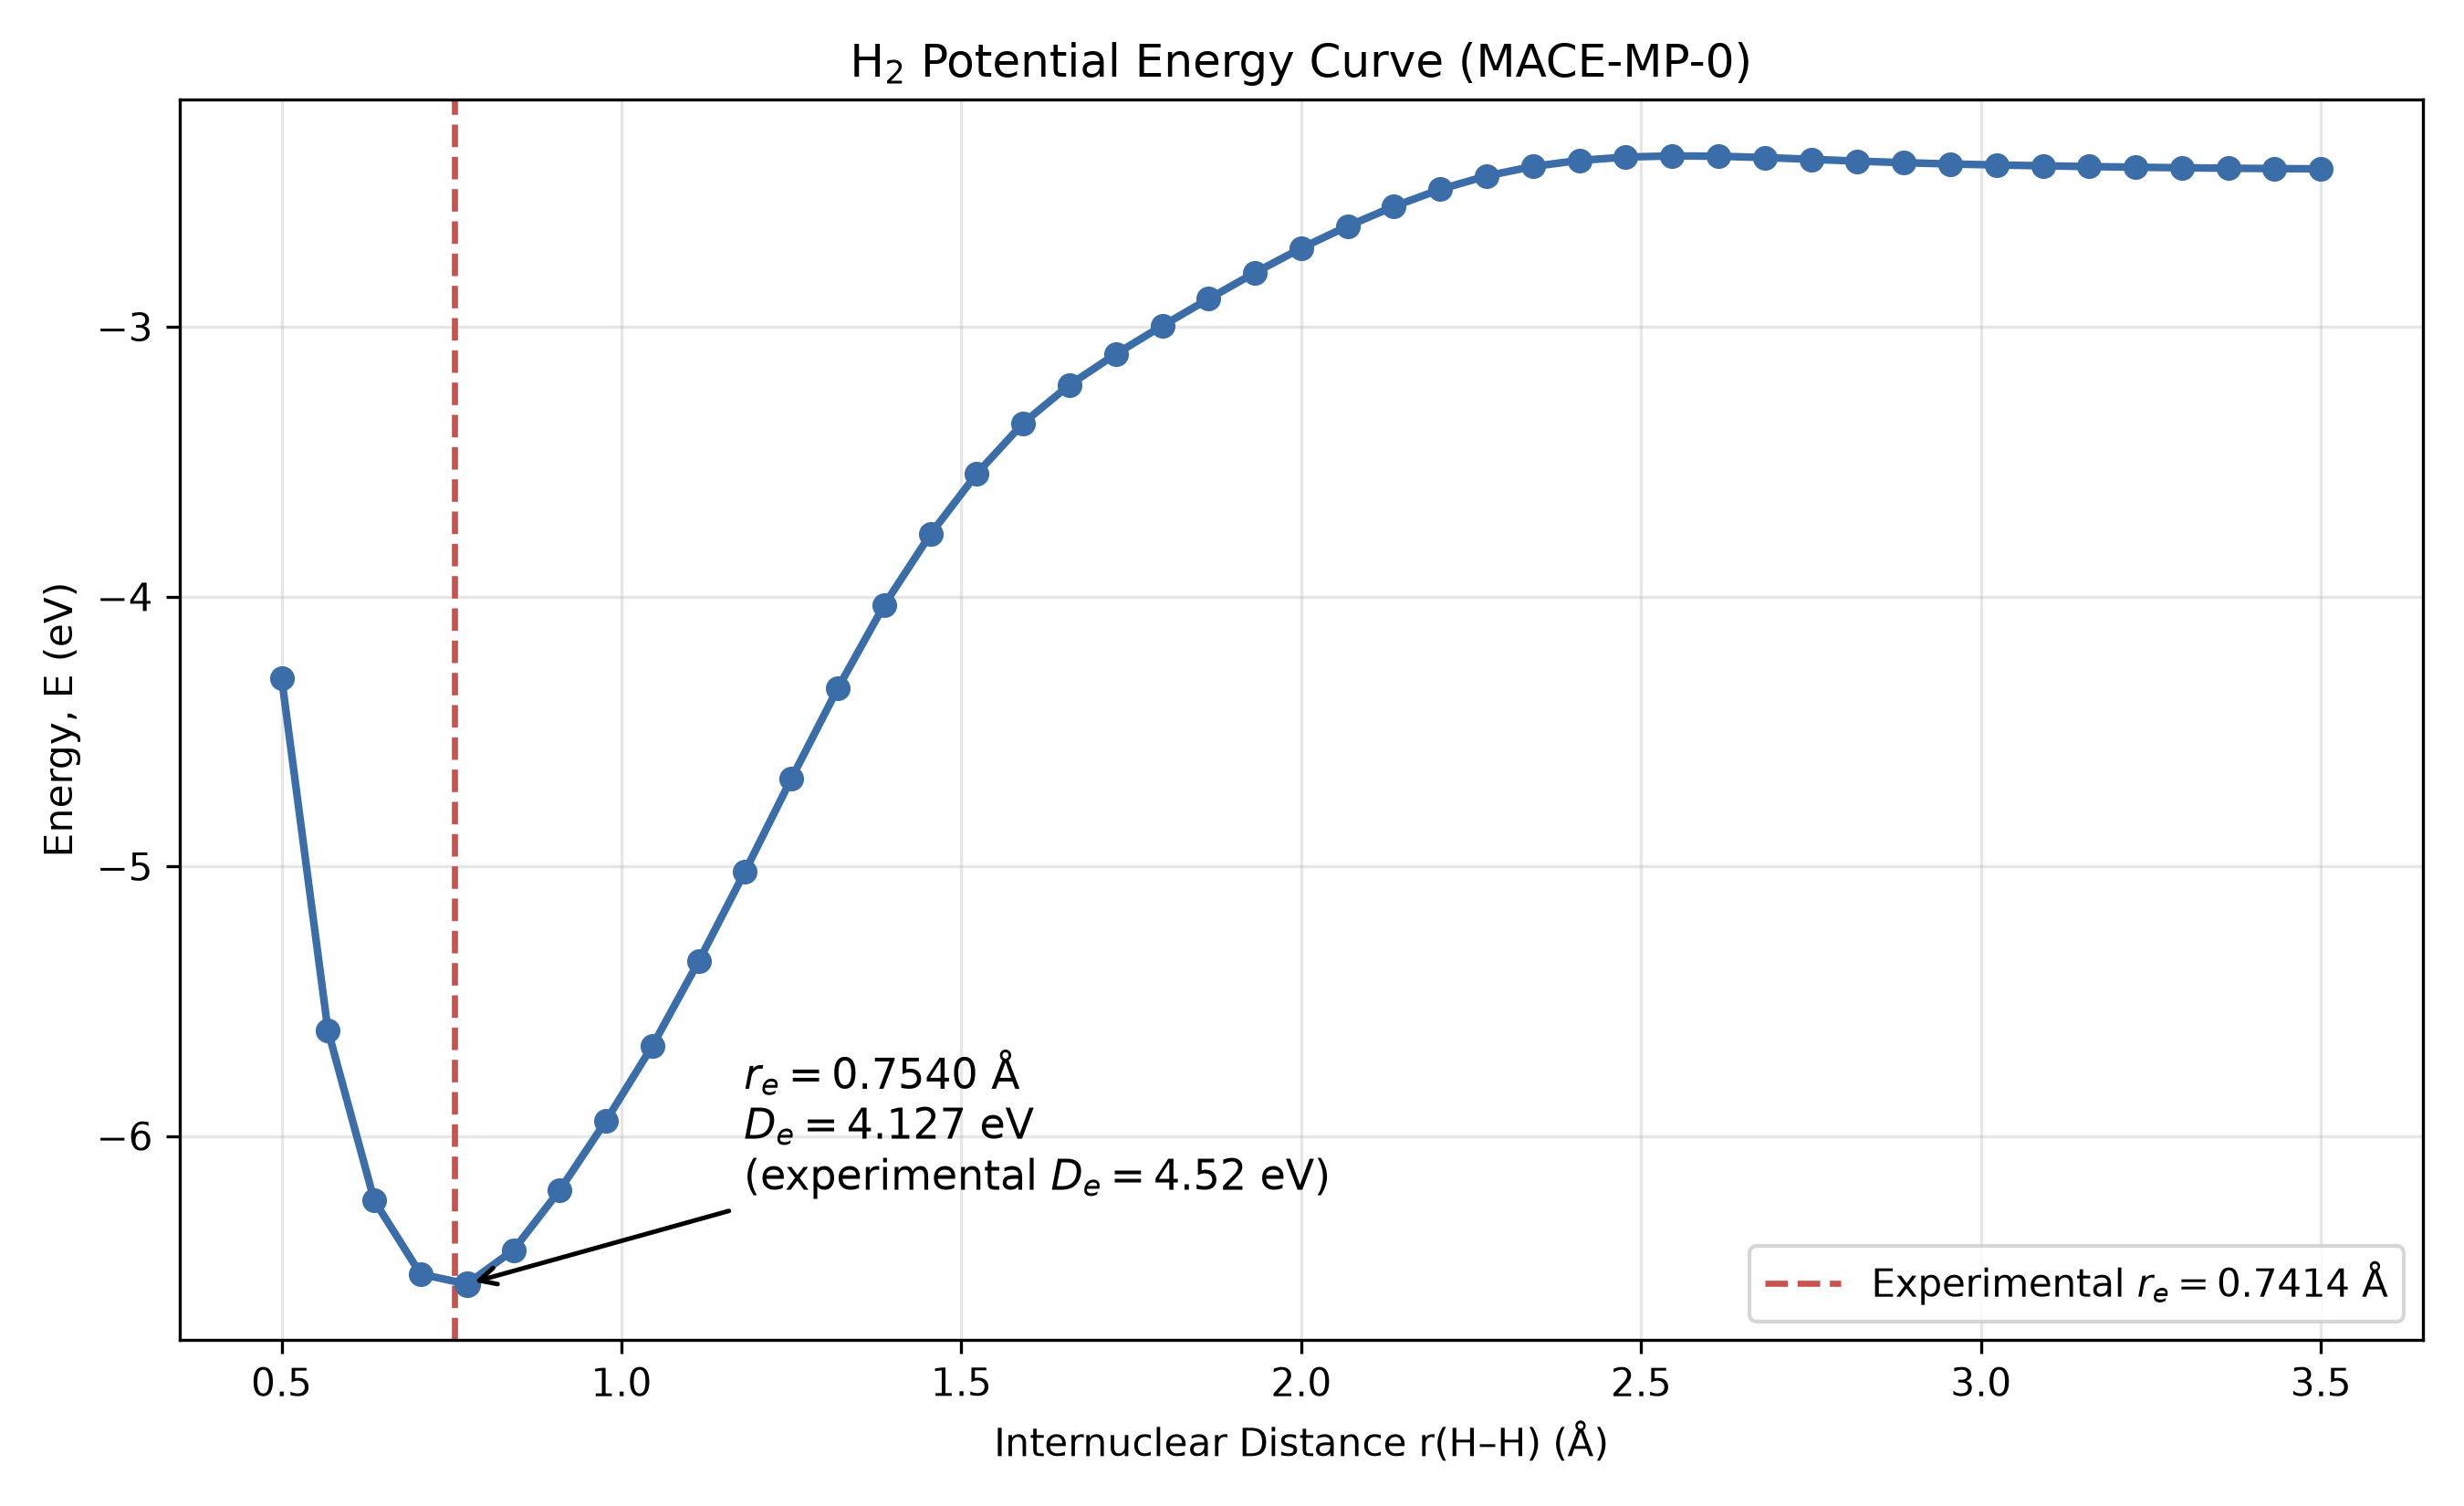 H₂ Potential Energy Curve (MACE-MP-0)
Energy, E (eV)
−3
−4
−5
−6
rₑ = 0.7540 Å
Dₑ = 4.127 eV
(experimental Dₑ = 4.52 eV)
Experimental rₑ = 0.7414 Å
0.5 1.0 1.5 2.0 2.5 3.0 3.5
Internuclear Distance r(H–H) (Å)